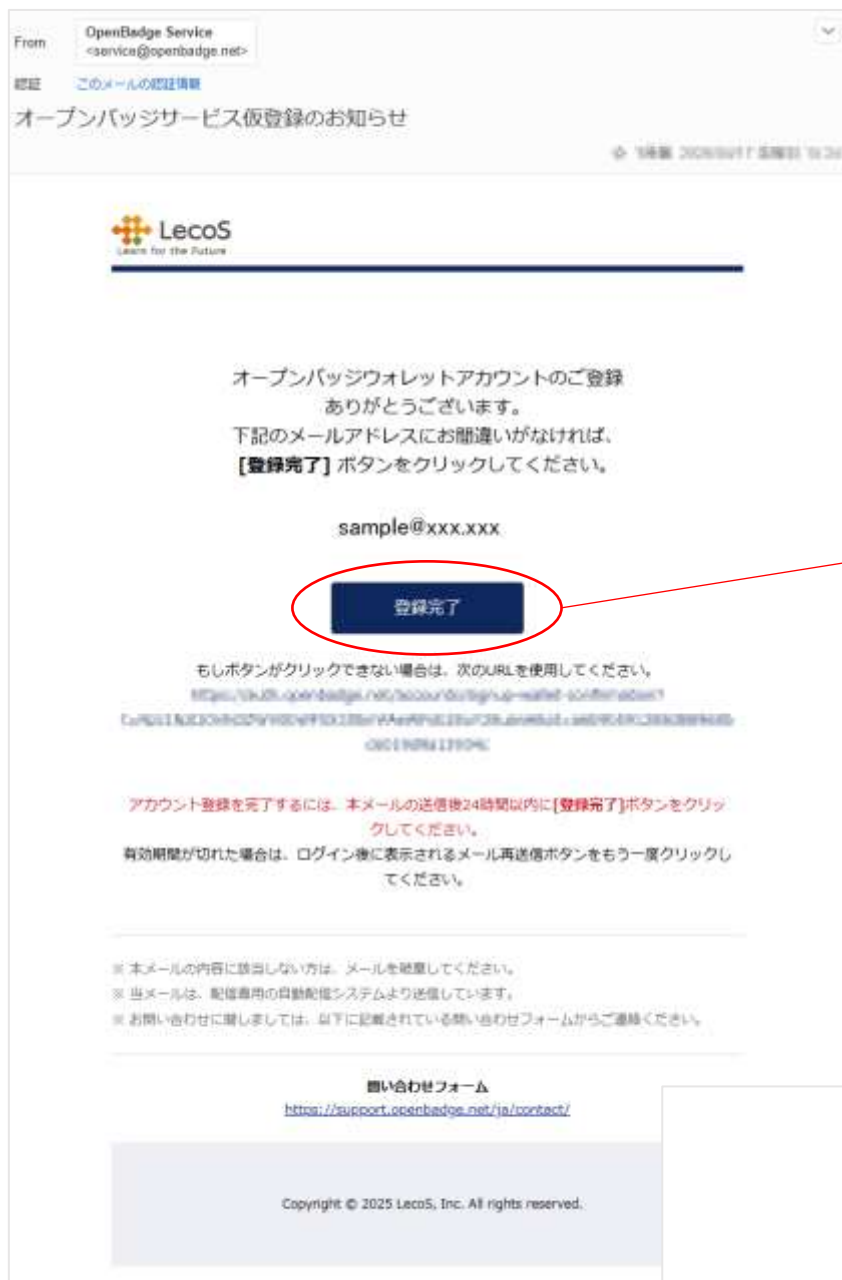 From
OpenBadge Service
<service@openbadge.net>
認証 このメールの認証情報
オープンバッジサービス仮登録のお知らせ
LecoS
Learn for the Future
オープンバッジウォレットアカウントのご登録
ありがとうございます。
下記のメールアドレスにお間違いがなければ、
[登録完了] ボタンをクリックしてください。
sample@xxx.xxx
登録完了
もしボタンがクリックできない場合は、次のURLを使用してください。
アカウント登録を完了するには、本メールの送信後24時間以内に[登録完了]ボタンをクリッ
クしてください。
有効期間が切れた場合は、ログイン後に表示されるメール再送信ボタンをもう一度クリックし
てください。
※ 本メールの内容に該当しない方は、メールを破棄してください。
※ 当メールは、配信専用の自動配信システムより送信しています。
※ お問い合わせに関しましては、以下に記載されている問い合わせフォームからご連絡ください。
問い合わせフォーム
https://support.openbadge.net/ja/contact/
Copyright © 2025 LecoS, Inc. All rights reserved.